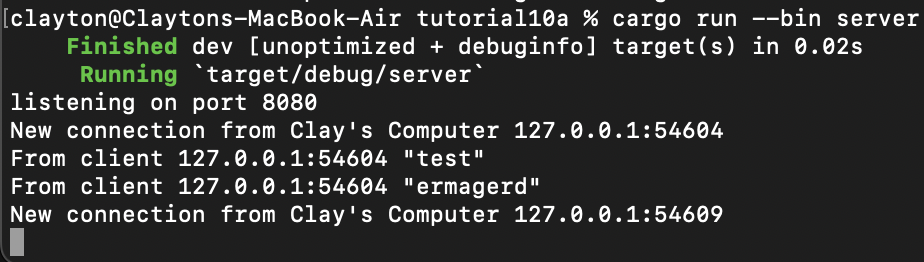 [clayton@Claytons-MacBook-Air tutorial10a % cargo run --bin server
Finished dev [unoptimized + debuginfo] target(s) in 0.02s
Running `target/debug/server`
listening on port 8080
New connection from Clay's Computer 127.0.0.1:54604
From client 127.0.0.1:54604 "test"
From client 127.0.0.1:54604 "ermagerd"
New connection from Clay's Computer 127.0.0.1:54609